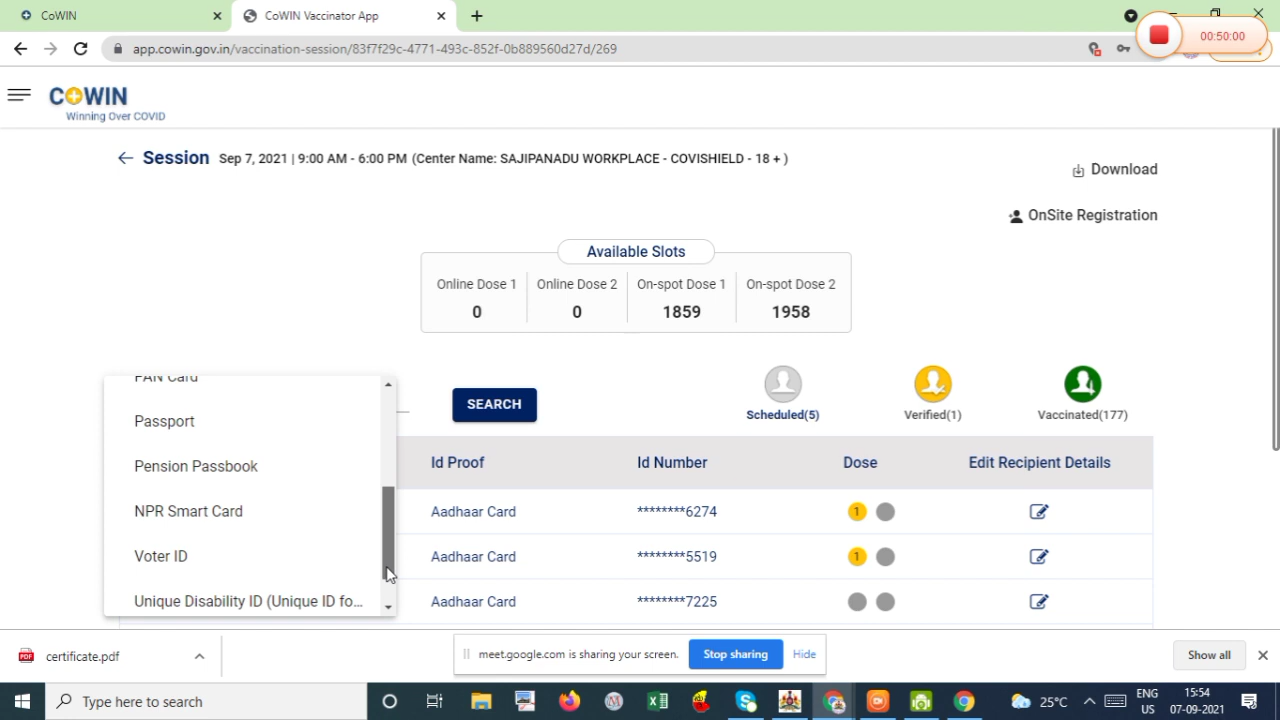 CoWIN
CoWIN Vaccinator App
app.cowin.gov.in/vaccination-session/83f7f29c-4771-493c-852f-0b889560d27d/269
00:50:00
COWIN
Winning Over COVID
Session Sep 7, 2021 | 9:00 AM - 6:00 PM (Center Name: SAJIPANADU WORKPLACE - COVISHIELD - 18 + )
Download
OnSite Registration
Available Slots
Online Dose 1 Online Dose 2 On-spot Dose 1 On-spot Dose 2
0 0 1859 1958
PAN Card
Passport
Pension Passbook
NPR Smart Card
Voter ID
Unique Disability ID (Unique ID fo...
SEARCH
Scheduled(5) Verified(1) Vaccinated(177)
Id Proof Id Number Dose Edit Recipient Details
Aadhaar Card ********6274 1
Aadhaar Card ********5519 1
Aadhaar Card ********7225
certificate.pdf
meet.google.com is sharing your screen. Stop sharing Hide
Show all
Type here to search
25°C
ENG
US
15:54
07-09-2021